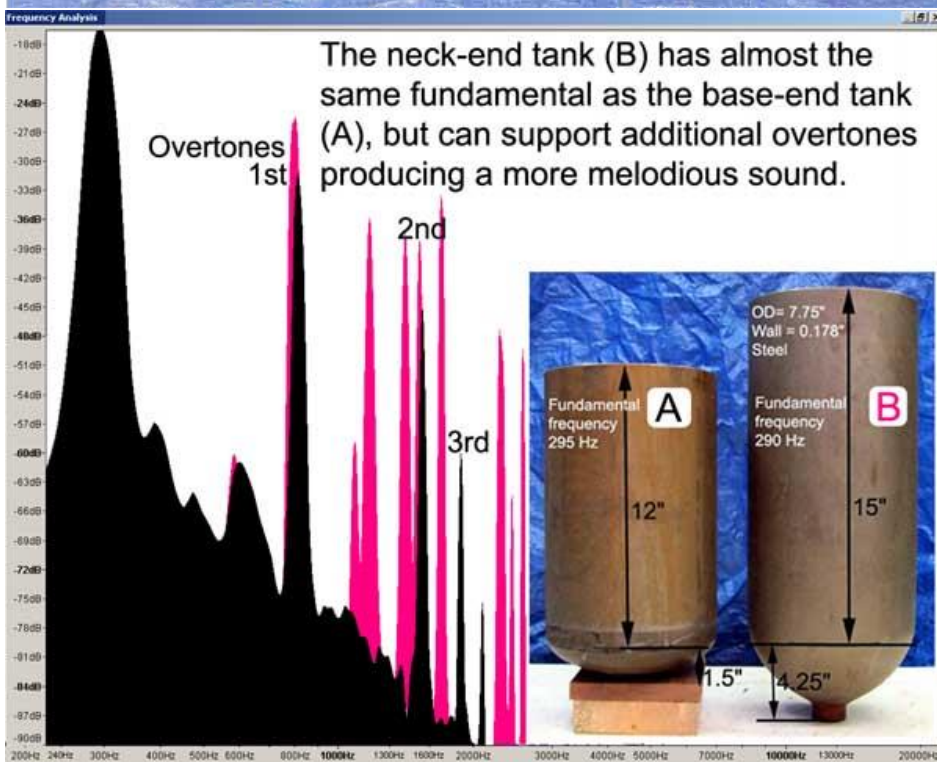 Frequency Analysis
The neck-end tank (B) has almost the
same fundamental as the base-end tank
(A), but can support additional overtones
producing a more melodious sound.
Overtones
1st
2nd
3rd
-18dB
-21dB
-24dB
-27dB
-30dB
-33dB
-36dB
-39dB
-42dB
-45dB
-48dB
-51dB
-54dB
-57dB
-60dB
-63dB
-66dB
-69dB
-72dB
-75dB
-78dB
-81dB
-84dB
-87dB
-90dB
OD= 7.75"
Wall = 0.178"
Steel
Fundamental
frequency
295 Hz
A
Fundamental
frequency
290 Hz
B
12"
15"
1.5"
4.25"
200Hz 240Hz 300Hz 400Hz 500Hz 600Hz 800Hz 1000Hz 1300Hz 1600Hz 2000Hz 3000Hz 4000Hz 5000Hz 7000Hz 10000Hz 13000Hz 20000Hz